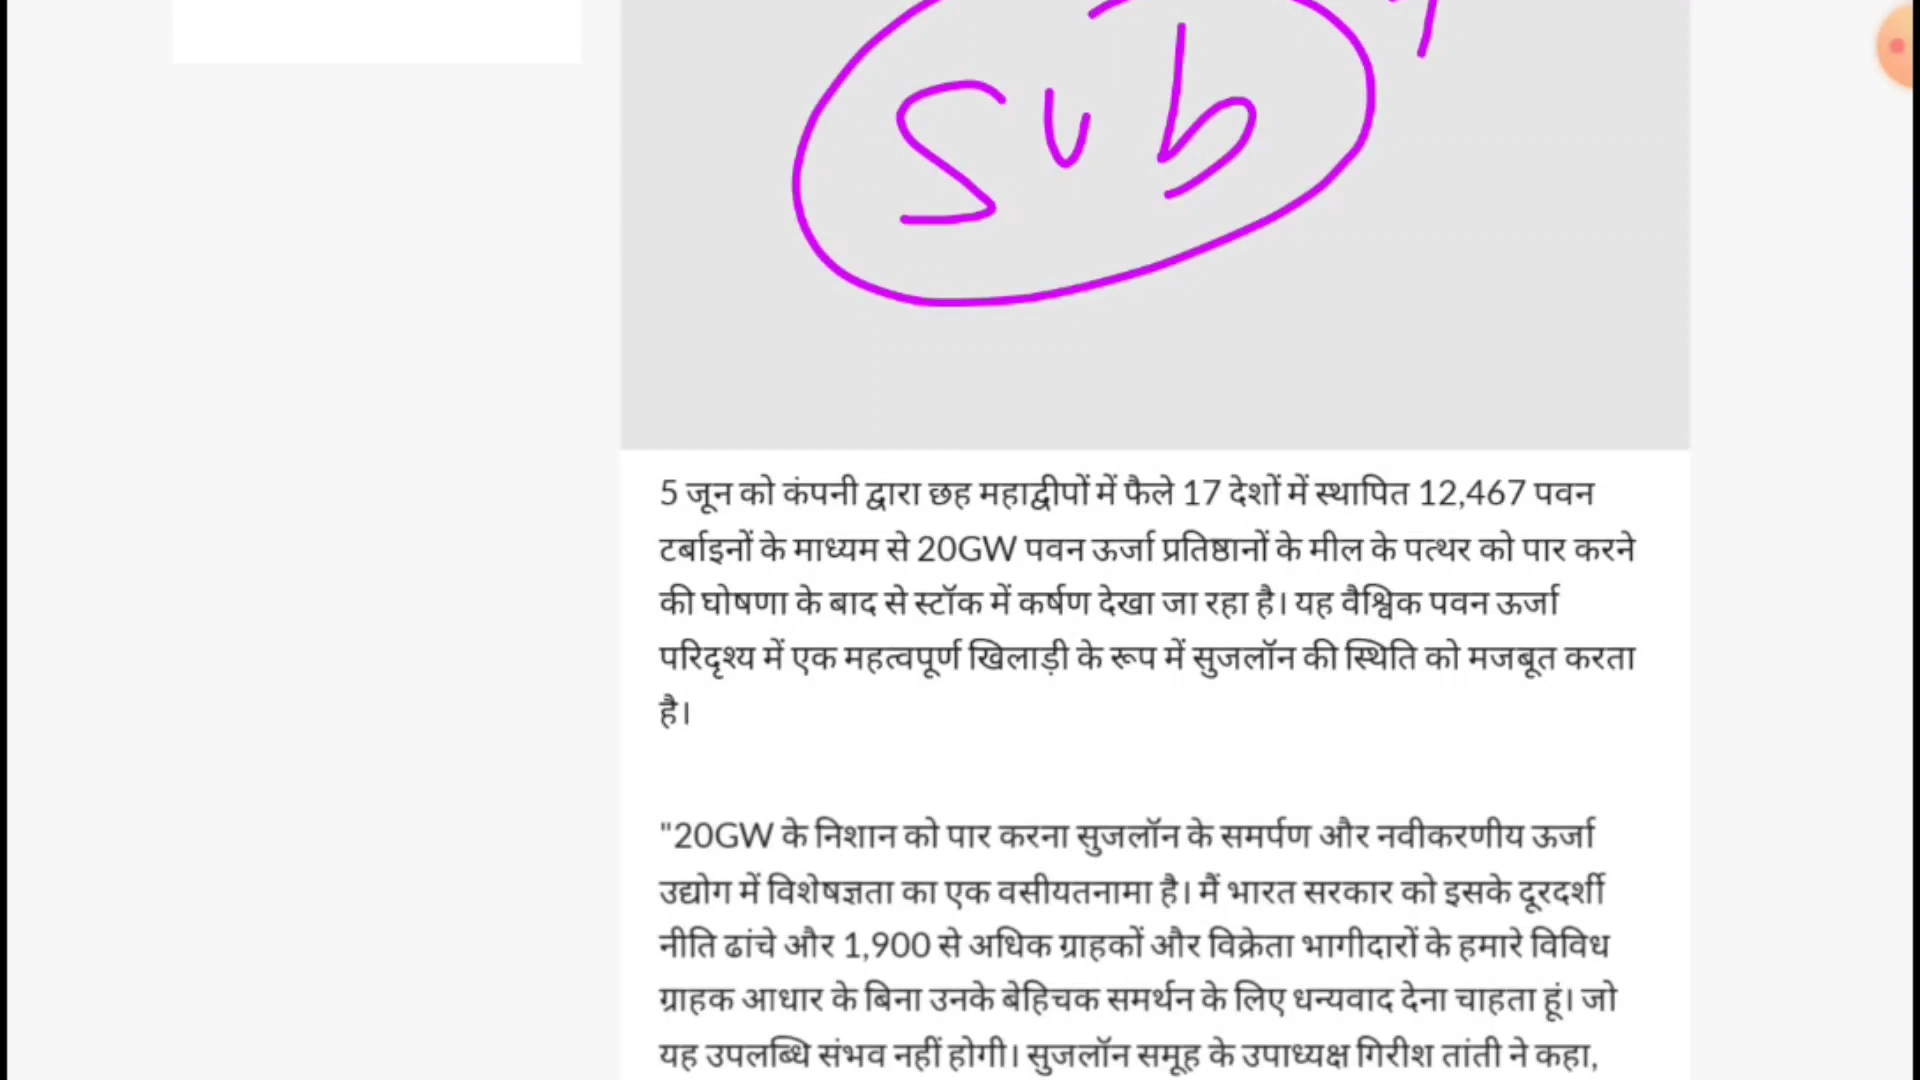 Sub
5 जून को कंपनी द्वारा छह महाद्वीपों में फैले 17 देशों में स्थापित 12,467 पवन
टर्बाइनों के माध्यम से 20GW पवन ऊर्जा प्रतिष्ठानों के मील के पत्थर को पार करने
की घोषणा के बाद से स्टॉक में कर्षण देखा जा रहा है। यह वैश्विक पवन ऊर्जा
परिदृश्य में एक महत्वपूर्ण खिलाड़ी के रूप में सुजलॉन की स्थिति को मजबूत करता
है।
"20GW के निशान को पार करना सुजलॉन के समर्पण और नवीकरणीय ऊर्जा
उद्योग में विशेषज्ञता का एक वसीयतनामा है। मैं भारत सरकार को इसके दूरदर्शी
नीति ढांचे और 1,900 से अधिक ग्राहकों और विक्रेता भागीदारों के हमारे विविध
ग्राहक आधार के बिना उनके बेहिचक समर्थन के लिए धन्यवाद देना चाहता हूं। जो
यह उपलब्धि संभव नहीं होगी। सुजलॉन समूह के उपाध्यक्ष गिरीश तांती ने कहा,